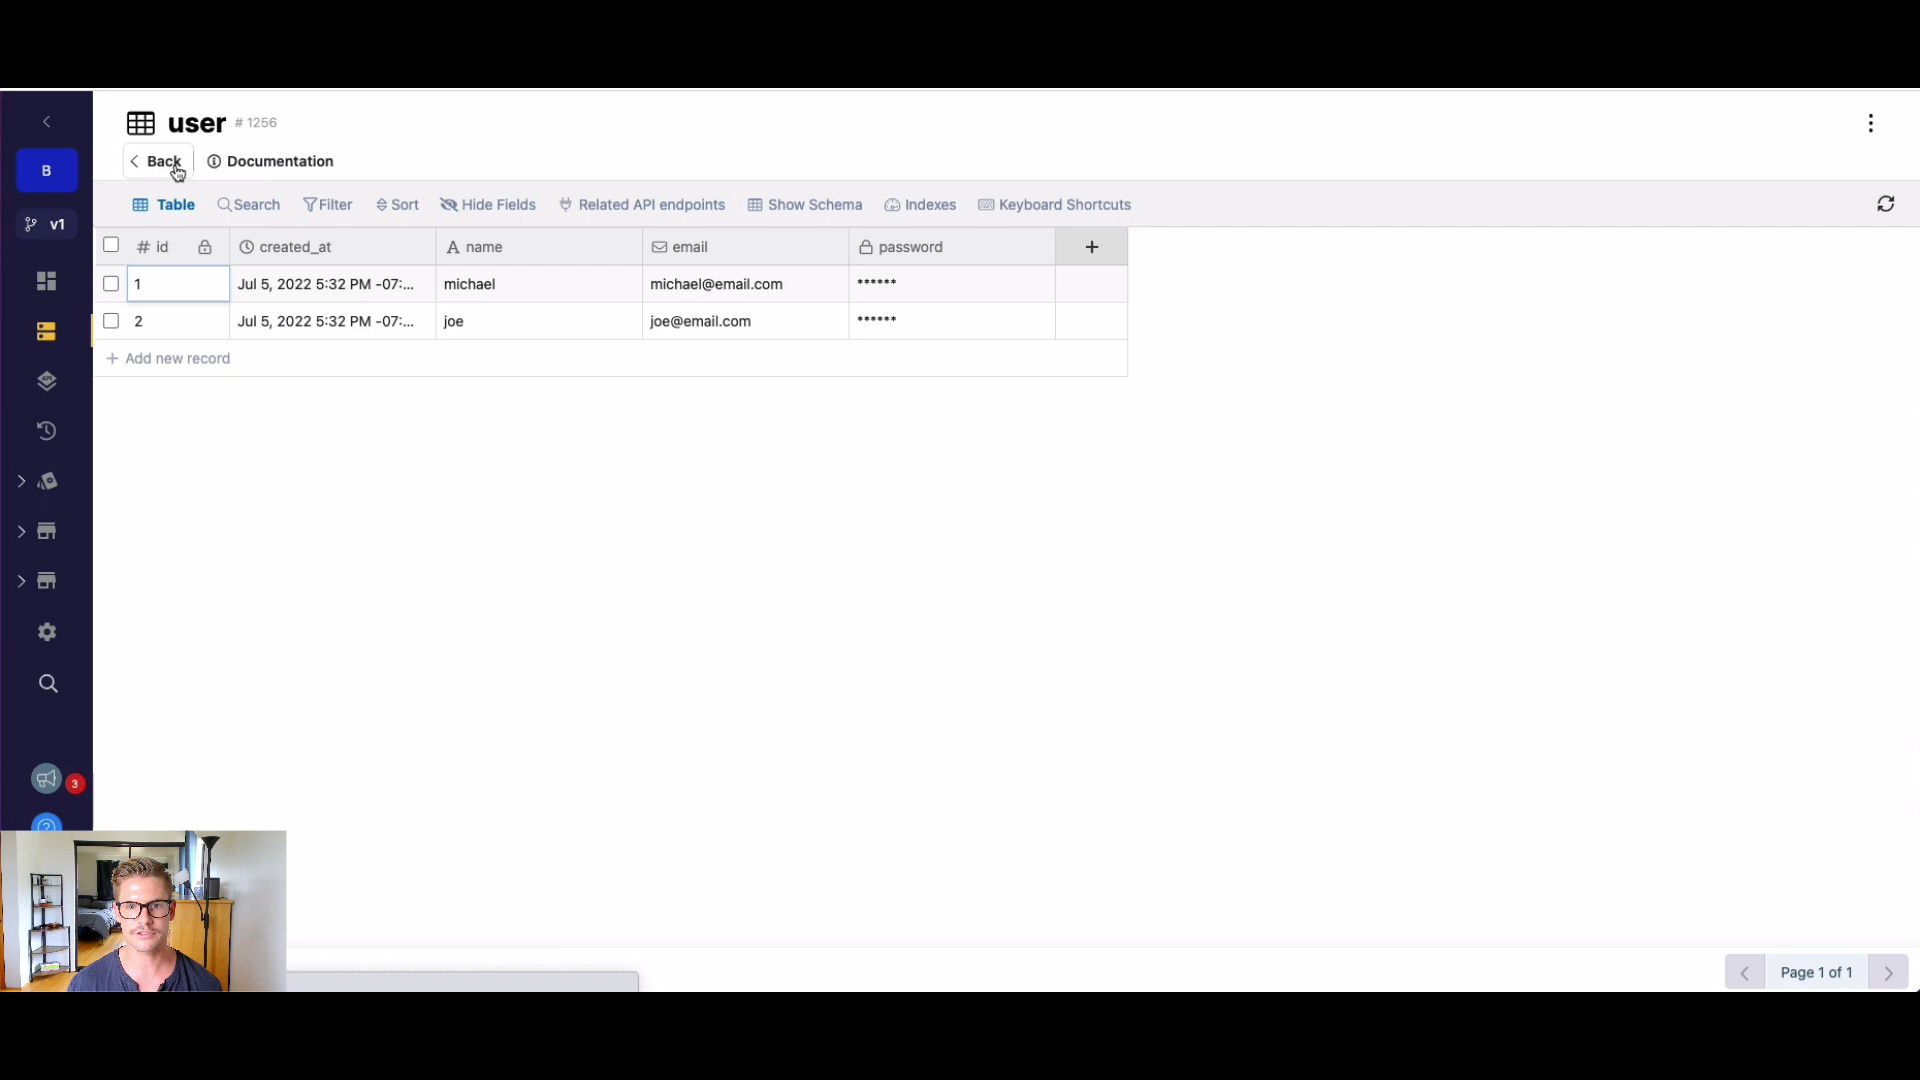 user # 1256
Back Documentation
B
v1
Table Search Filter Sort Hide Fields Related API endpoints Show Schema Indexes Keyboard Shortcuts
# id created_at name email password +
1 Jul 5, 2022 5:32 PM -07:... michael michael@email.com ******
2 Jul 5, 2022 5:32 PM -07:... joe joe@email.com ******
+ Add new record
API
3
?
Page 1 of 1